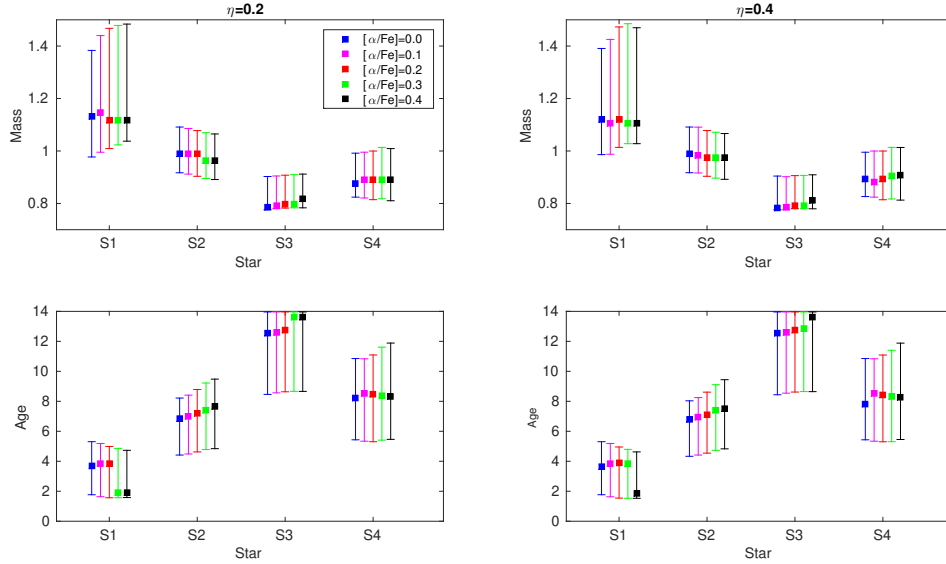 η=0.2
1.4
1.2
1
0.8
Mass
[α/Fe]=0.0
[α/Fe]=0.1
[α/Fe]=0.2
[α/Fe]=0.3
[α/Fe]=0.4
S1 S2 S3 S4
Star
η=0.4
1.4
1.2
1
0.8
Mass
S1 S2 S3 S4
Star
14
12
10
8
6
4
2
0
Age
S1 S2 S3 S4
Star
14
12
10
8
6
4
2
0
Age
S1 S2 S3 S4
Star